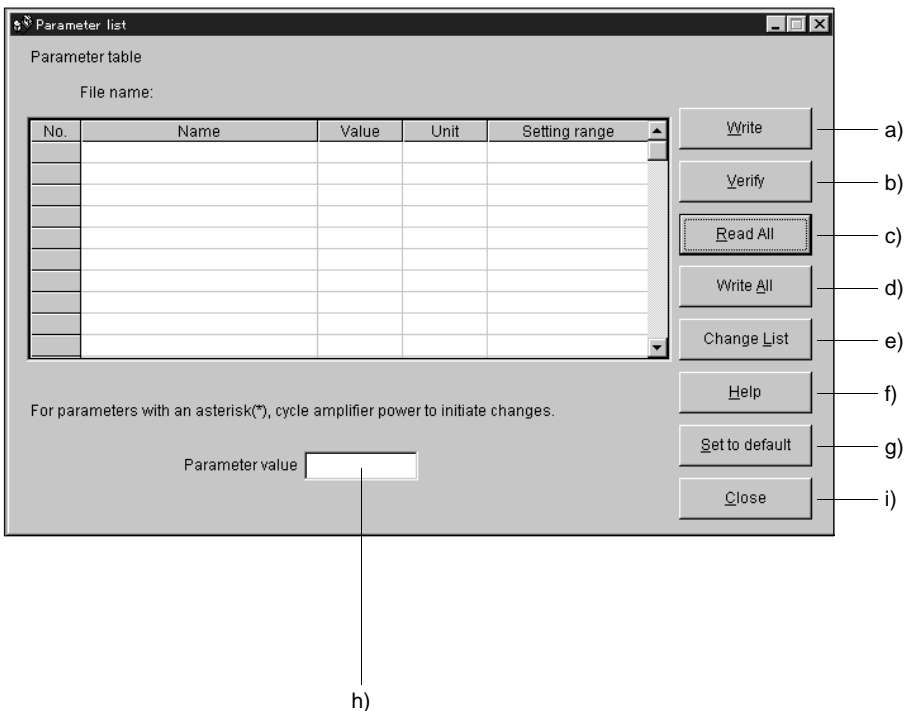 Parameter list
Parameter table
File name:
No. Name Value Unit Setting range
Write a)
Verify b)
Read All c)
Write All d)
Change List e)
Help f)
For parameters with an asterisk(*), cycle amplifier power to initiate changes.
Set to default g)
Parameter value
Close i)
h)